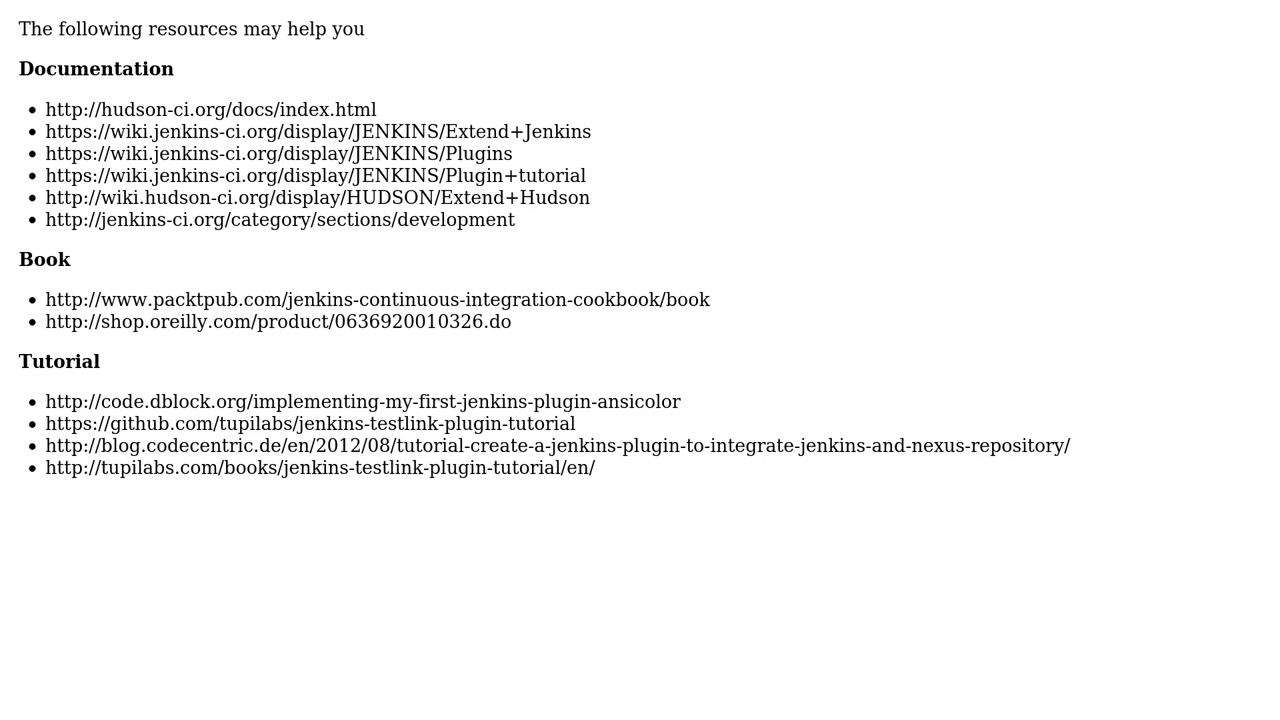 The following resources may help you
Documentation
http://hudson-ci.org/docs/index.html
https://wiki.jenkins-ci.org/display/JENKINS/Extend+Jenkins
https://wiki.jenkins-ci.org/display/JENKINS/Plugins
https://wiki.jenkins-ci.org/display/JENKINS/Plugin+tutorial
http://wiki.hudson-ci.org/display/HUDSON/Extend+Hudson
http://jenkins-ci.org/category/sections/development
Book
http://www.packtpub.com/jenkins-continuous-integration-cookbook/book
http://shop.oreilly.com/product/0636920010326.do
Tutorial
http://code.dblock.org/implementing-my-first-jenkins-plugin-ansicolor
https://github.com/tupilabs/jenkins-testlink-plugin-tutorial
http://blog.codecentric.de/en/2012/08/tutorial-create-a-jenkins-plugin-to-integrate-jenkins-and-nexus-repository/
http://tupilabs.com/books/jenkins-testlink-plugin-tutorial/en/